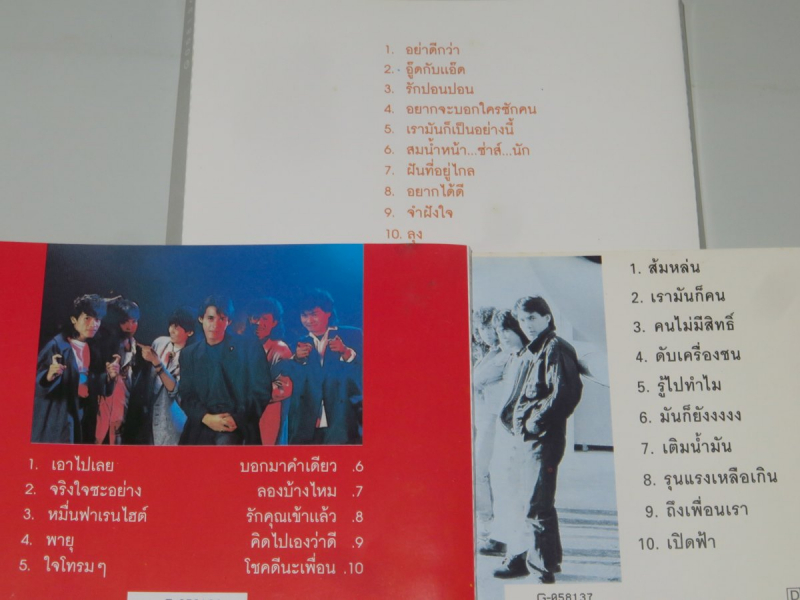 1. อย่าดีกว่า
2. อู๊ดกับแอ๊ด
3. รักปอนปอน
4. อยากจะบอกใครซักคน
5. เรามันก็เป็นอย่างนี้
6. สมน้ำหน้า...ซ่าส์...นัก
7. ฝันที่อยู่ไกล
8. อยากได้ดี
9. จำฝังใจ
10. ลุง
1. เอาไปเลย บอกมาคำเดียว .6
2. จริงใจซะอย่าง ลองบ้างไหม .7
3. หมื่นฟาเรนไฮต์ รักคุณเข้าแล้ว .8
4. พายุ คิดไปเองว่าดี .9
5. ใจโทรมๆ โชคดีนะเพื่อน .10
1. ส้มหล่น
2. เรามันก็คน
3. คนไม่มีสิทธิ์
4. ดับเครื่องชน
5. รู้ไปทำไม
6. มันก็ยังงงงง
7. เติมน้ำมัน
8. รุนแรงเหลือเกิน
9. ถึงเพื่อนเรา
10. เปิดฟ้า
G-058137